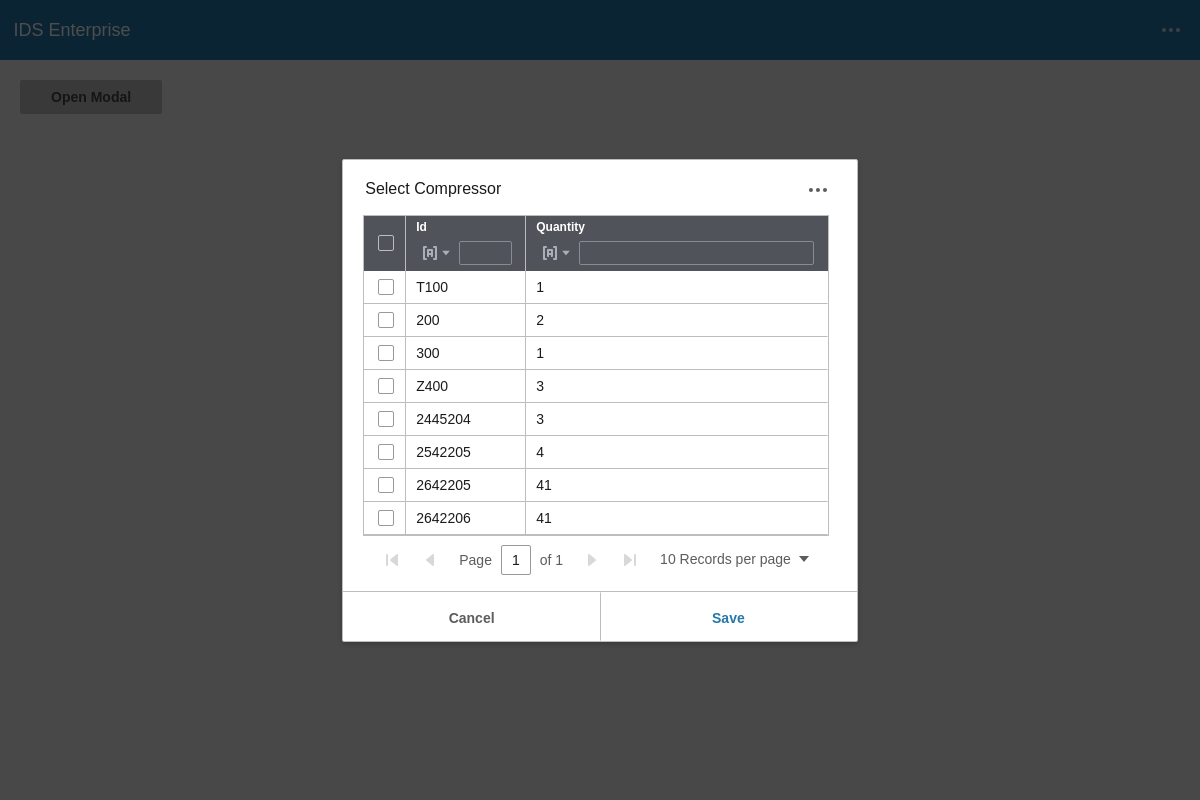 IDS Enterprise
Open Modal
Select Compressor
Id Quantity
T100 1
200 2
300 1
Z400 3
2445204 3
2542205 4
2642205 41
2642206 41
Page 1 of 1 10 Records per page
Cancel Save